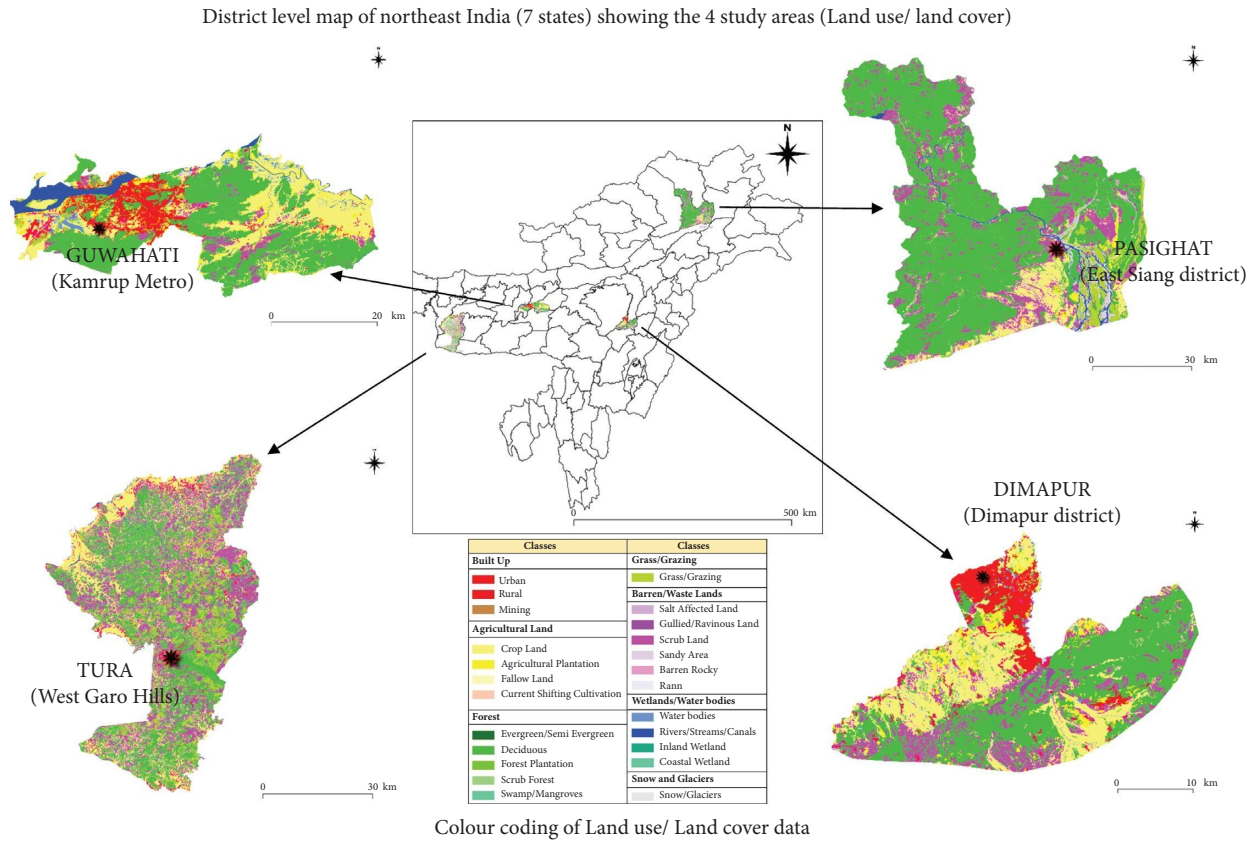 District level map of northeast India (7 states) showing the 4 study areas (Land use/ land cover)
N
GUWAHATI
(Kamrup Metro)
0 20 km
N
PASIGHAT
(East Siang district)
0 30 km
0 500 km
TURA
(West Garo Hills)
0 30 km
DIMAPUR
(Dimapur district)
0 10 km
Classes
Built Up
Urban
Rural
Mining
Agricultural Land
Crop Land
Agricultural Plantation
Fallow Land
Current Shifting Cultivation
Forest
Evergreen/Semi Evergreen
Deciduous
Forest Plantation
Scrub Forest
Swamp/Mangroves
Classes
Grass/Grazing
Grass/Grazing
Barren/Waste Lands
Salt Affected Land
Gullied/Ravinous Land
Scrub Land
Sandy Area
Barren Rocky
Rann
Wetlands/Water bodies
Water bodies
Rivers/Streams/Canals
Inland Wetland
Coastal Wetland
Snow and Glaciers
Snow/Glaciers
Colour coding of Land use/ Land cover data